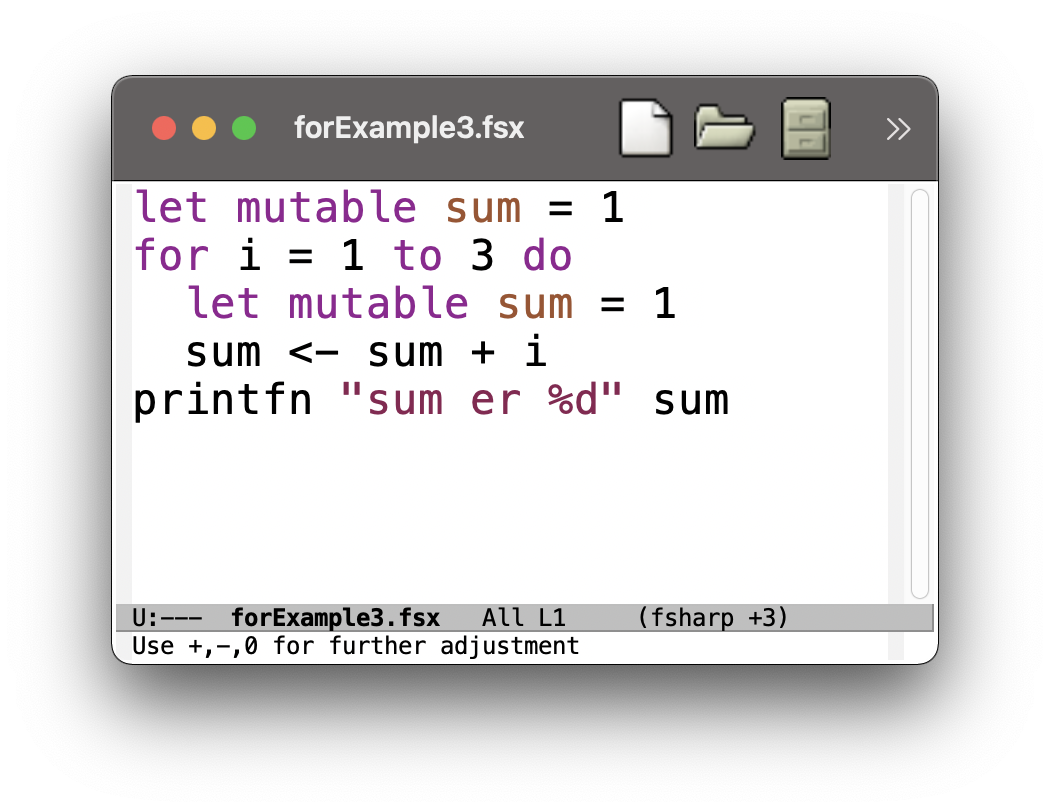 forExample3.fsx
let mutable sum = 1
for i = 1 to 3 do
  let mutable sum = 1
  sum <- sum + i
printfn "sum er %d" sum
U:---  forExample3.fsx   All L1     (fsharp +3)
Use +,-,0 for further adjustment